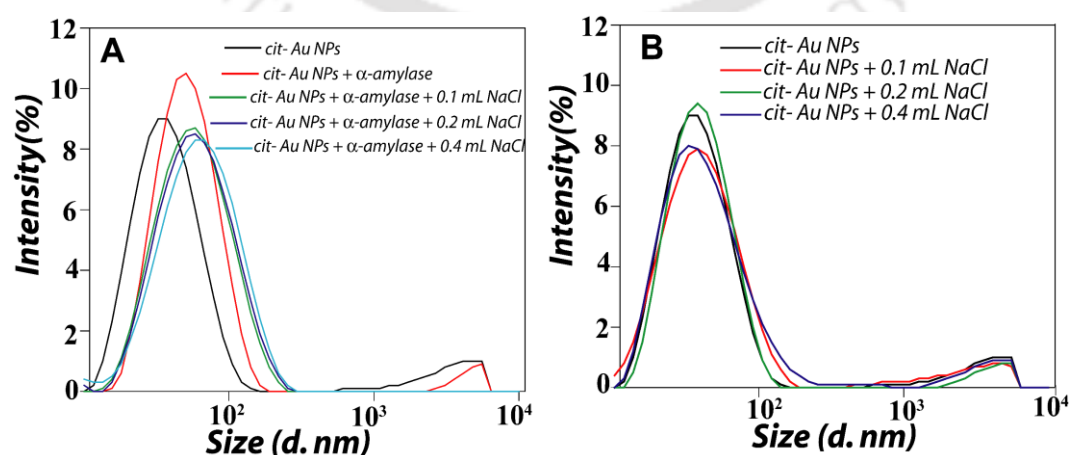 A
cit- Au NPs
cit- Au NPs + α-amylase
cit- Au NPs + α-amylase + 0.1 mL NaCl
cit- Au NPs + α-amylase + 0.2 mL NaCl
cit- Au NPs + α-amylase + 0.4 mL NaCl
Intensity(%)
12
10
8
6
4
2
0
10²
10³
10⁴
Size (d. nm)
B
cit- Au NPs
cit- Au NPs + 0.1 mL NaCl
cit- Au NPs + 0.2 mL NaCl
cit- Au NPs + 0.4 mL NaCl
Intensity(%)
12
10
8
6
4
2
0
10²
10³
10⁴
Size (d. nm)